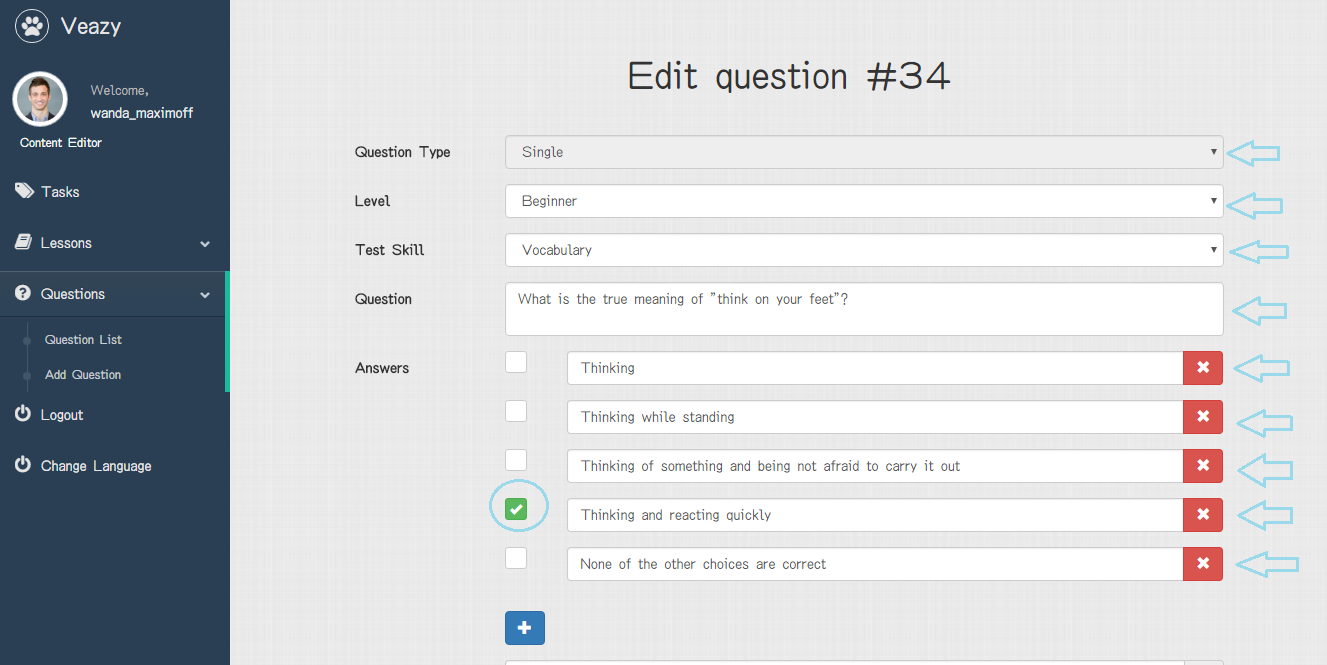 Veazy
Welcome,
wanda_maximoff
Content Editor
Tasks
Lessons
Questions
Question List
Add Question
Logout
Change Language
Edit question #34
Question Type
Single
Level
Beginner
Test Skill
Vocabulary
Question
What is the true meaning of "think on your feet"?
Answers
Thinking
Thinking while standing
Thinking of something and being not afraid to carry it out
Thinking and reacting quickly
None of the other choices are correct